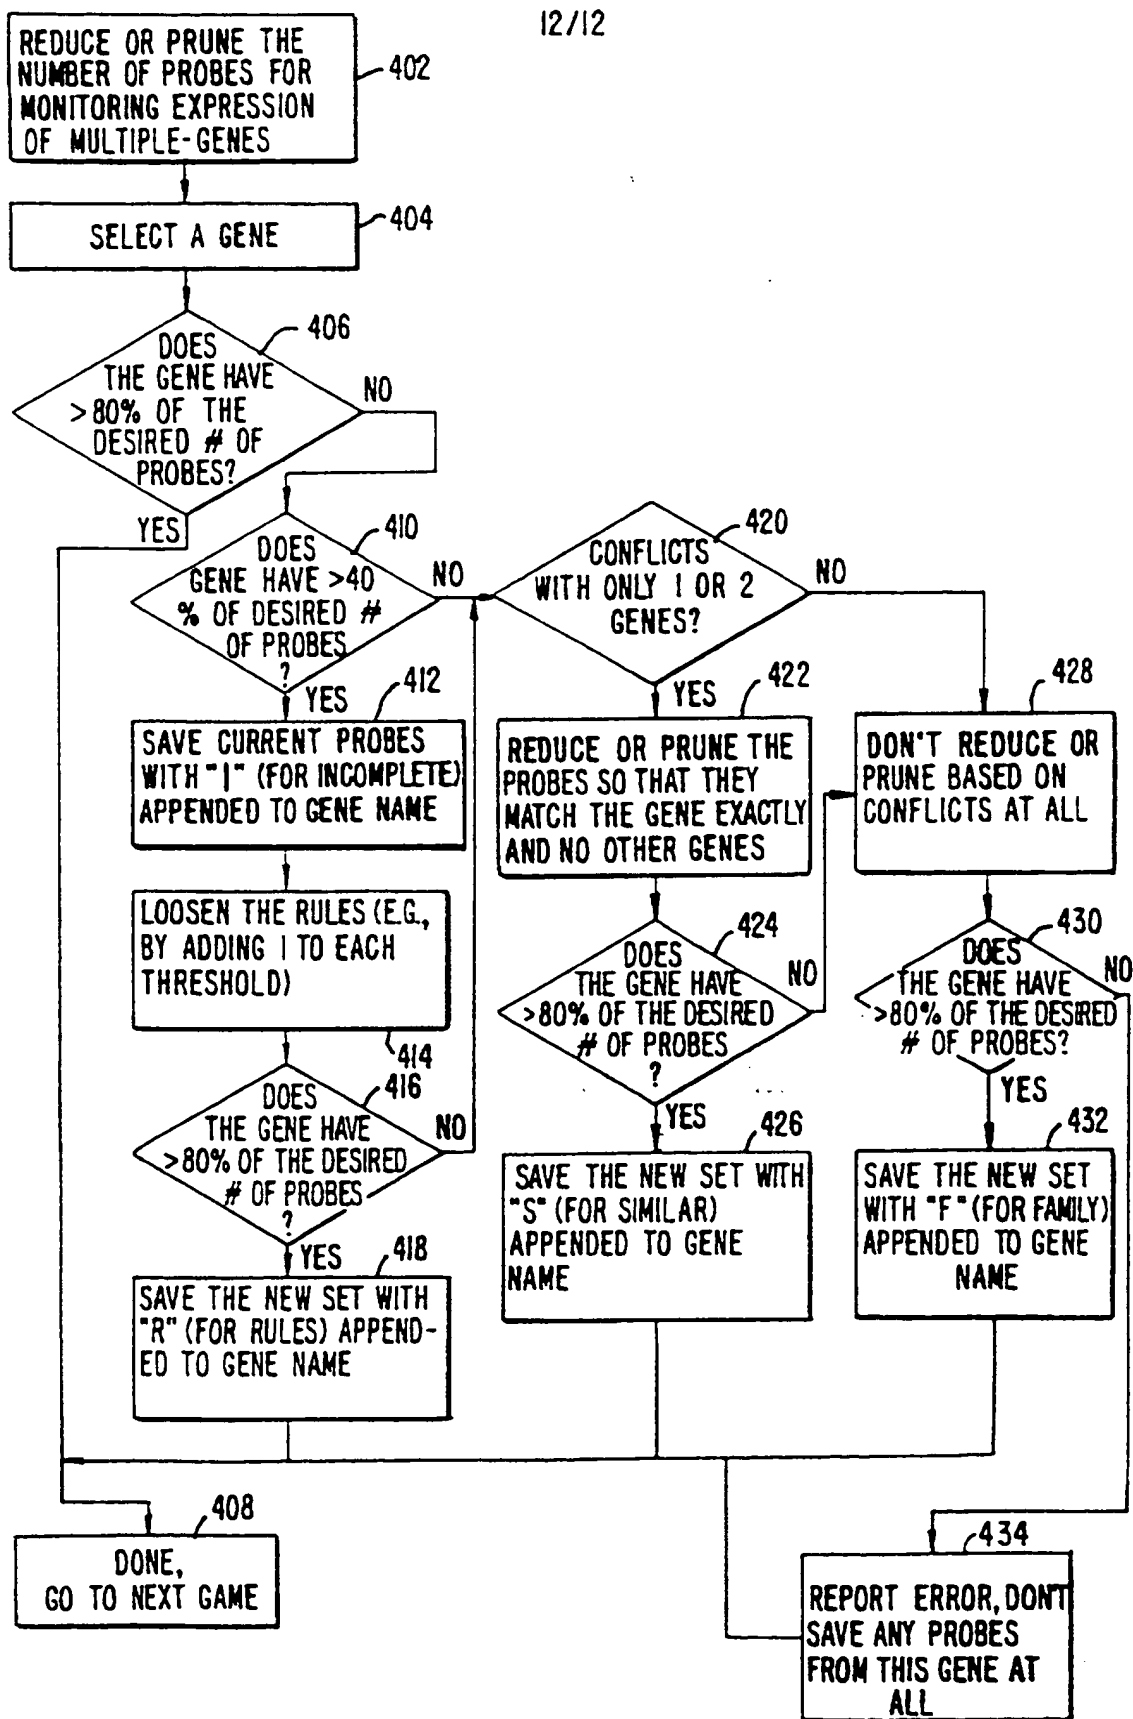 12/12
REDUCE OR PRUNE THE
NUMBER OF PROBES FOR
MONITORING EXPRESSION
OF MULTIPLE-GENES
402
SELECT A GENE
404
DOES
THE GENE HAVE
>80% OF THE
DESIRED # OF
PROBES?
406
NO
YES
DOES
GENE HAVE >40
% OF DESIRED #
OF PROBES
?
410
NO
YES
SAVE CURRENT PROBES
WITH "I" (FOR INCOMPLETE)
APPENDED TO GENE NAME
412
LOOSEN THE RULES (E.G.,
BY ADDING 1 TO EACH
THRESHOLD)
414
DOES
THE GENE HAVE
>80% OF THE DESIRED
# OF PROBES
?
416
NO
YES
SAVE THE NEW SET WITH
"R" (FOR RULES) APPEND-
ED TO GENE NAME
418
CONFLICTS
WITH ONLY 1 OR 2
GENES?
420
NO
YES
REDUCE OR PRUNE THE
PROBES SO THAT THEY
MATCH THE GENE EXACTLY
AND NO OTHER GENES
422
DOES
THE GENE HAVE
>80% OF THE DESIRED
# OF PROBES
?
424
NO
YES
SAVE THE NEW SET WITH
"S" (FOR SIMILAR)
APPENDED TO GENE
NAME
426
DON'T REDUCE OR
PRUNE BASED ON
CONFLICTS AT ALL
428
DOES
THE GENE HAVE
>80% OF THE DESIRED
# OF PROBES?
430
NO
YES
SAVE THE NEW SET
WITH "F" (FOR FAMILY)
APPENDED TO GENE
NAME
432
DONE,
GO TO NEXT GAME
408
REPORT ERROR, DON'T
SAVE ANY PROBES
FROM THIS GENE AT
ALL
434